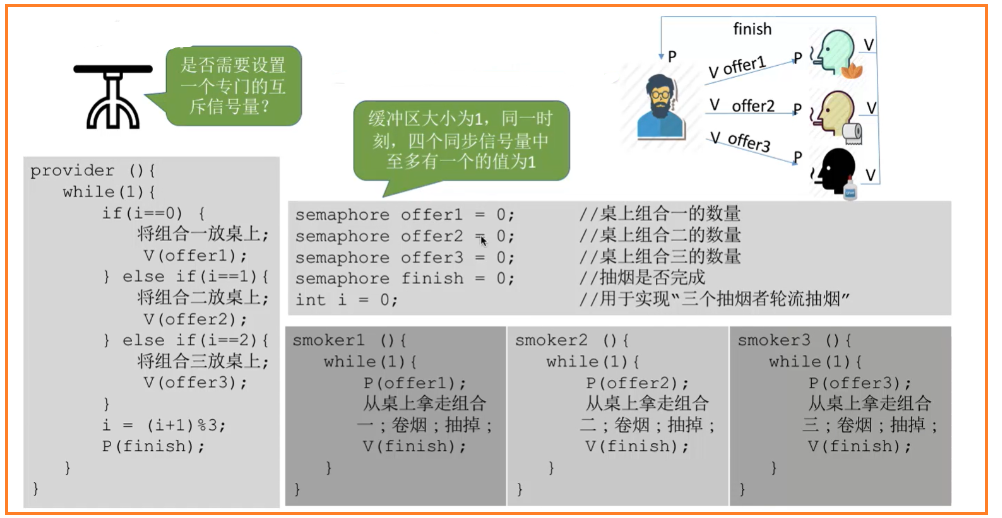 是否需要设置
一个专门的互
斥信号量？
缓冲区大小为1，同一时
刻，四个同步信号量中
至多有一个的值为1
finish
P
V offer1
P
V
V offer2
P
V
V offer3
P
V
provider (){
while(1){
if(i==0) {
将组合一放桌上;
V(offer1);
} else if(i==1){
将组合二放桌上;
V(offer2);
} else if(i==2){
将组合三放桌上;
V(offer3);
}
i = (i+1)%3;
P(finish);
}
}
semaphore offer1 = 0; //桌上组合一的数量
semaphore offer2 = 0; //桌上组合二的数量
semaphore offer3 = 0; //桌上组合三的数量
semaphore finish = 0; //抽烟是否完成
int i = 0; //用于实现“三个抽烟者轮流抽烟”
smoker1 (){
while(1){
P(offer1);
从桌上拿走组合
一；卷烟；抽掉；
V(finish);
}
}
smoker2 (){
while(1){
P(offer2);
从桌上拿走组合
二；卷烟；抽掉；
V(finish);
}
}
smoker3 (){
while(1){
P(offer3);
从桌上拿走组合
三；卷烟；抽掉；
V(finish);
}
}